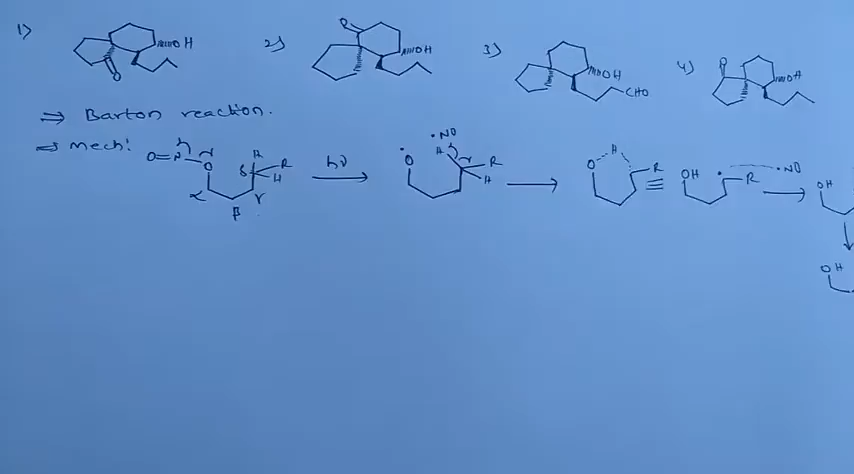 1) OH O 2) R OH 3) OH CHO 4) OH
⇒ Barton reaction.
⇒ Mech:
O=N O α β γ δ H R H hν O• •NO H R H O H R ≡ OH • R •NO OH
OH